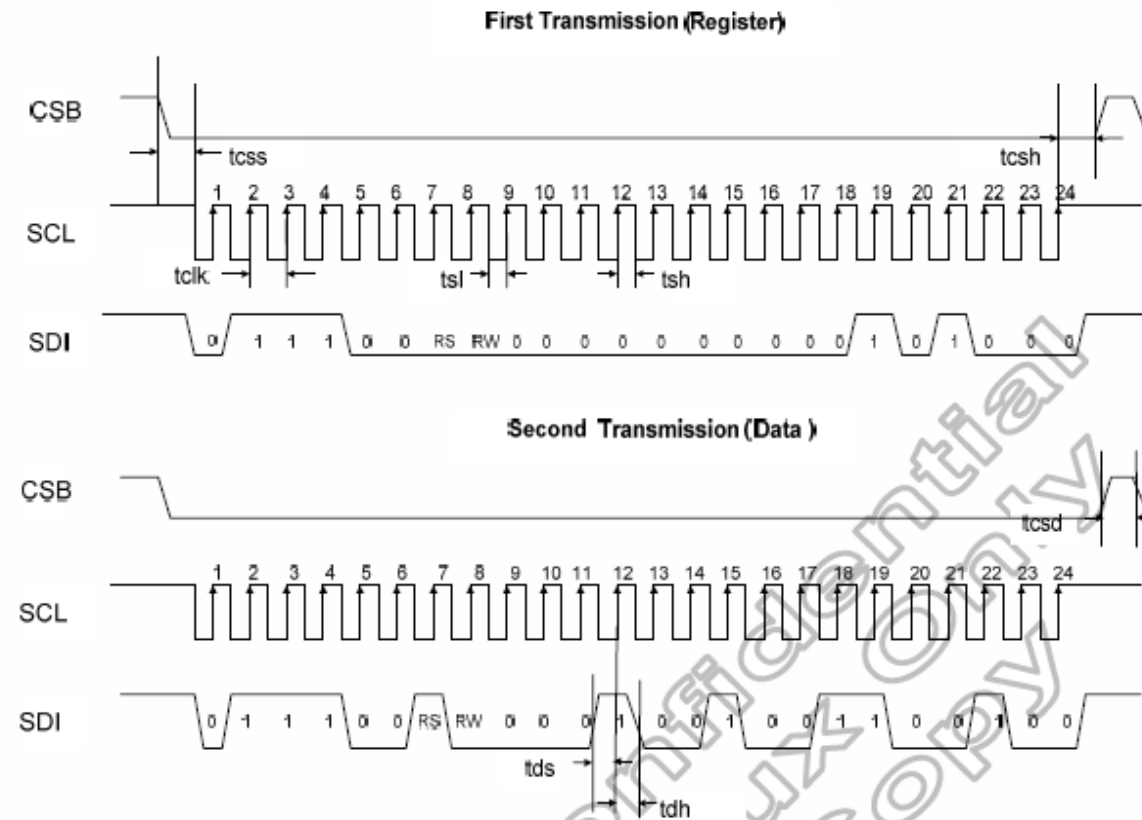 First Transmission (Register)
CSB
tcss
tcsh
1 2 3 4 5 6 7 8 9 10 11 12 13 14 15 16 17 18 19 20 21 22 23 24
SCL
tclk
tsl
tsh
SDI
0 1 1 1 0 0 RS RW 0 0 0 0 0 0 0 0 0 0 1 0 1 0 0 0
Second Transmission (Data )
CSB
tcsd
1 2 3 4 5 6 7 8 9 10 11 12 13 14 15 16 17 18 19 20 21 22 23 24
SCL
SDI
0 1 1 1 0 0 RS RW 0 0 0 1 0 0 1 0 0 1 1 0 0 1 0 0
tds
tdh
nfidential
ux Only
opy